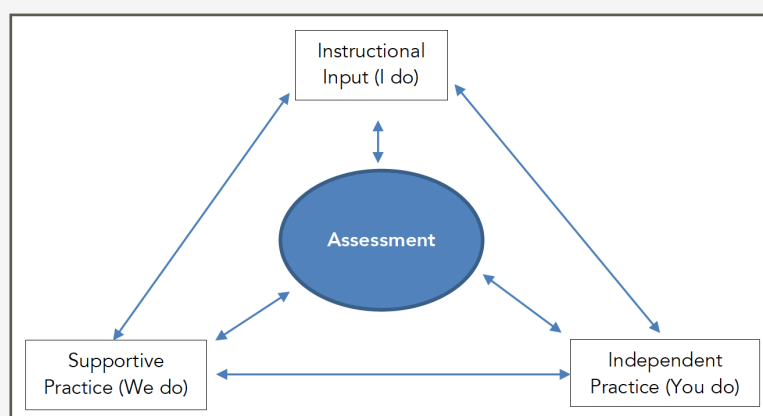 Instructional
Input (I do)
Assessment
Supportive
Practice (We do)
Independent
Practice (You do)